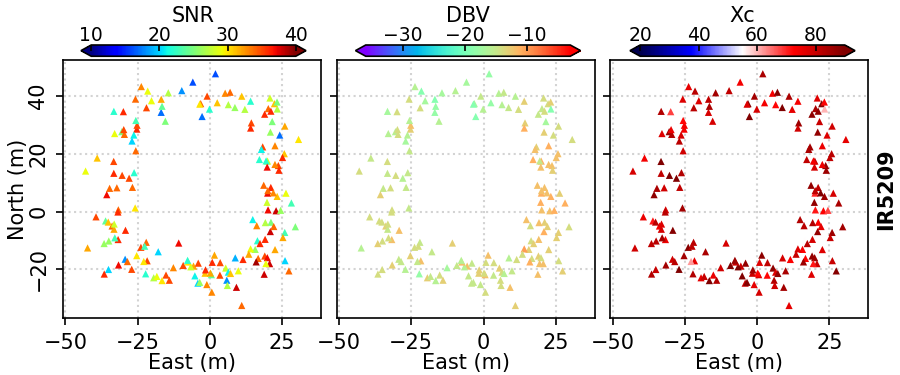 SNR DBV Xc
10 20 30 40 −30 −20 −10 20 40 60 80
40
20
0
−20
North (m)
IR5209
−50 −25 0 25 −50 −25 0 25 −50 −25 0 25
East (m) East (m) East (m)